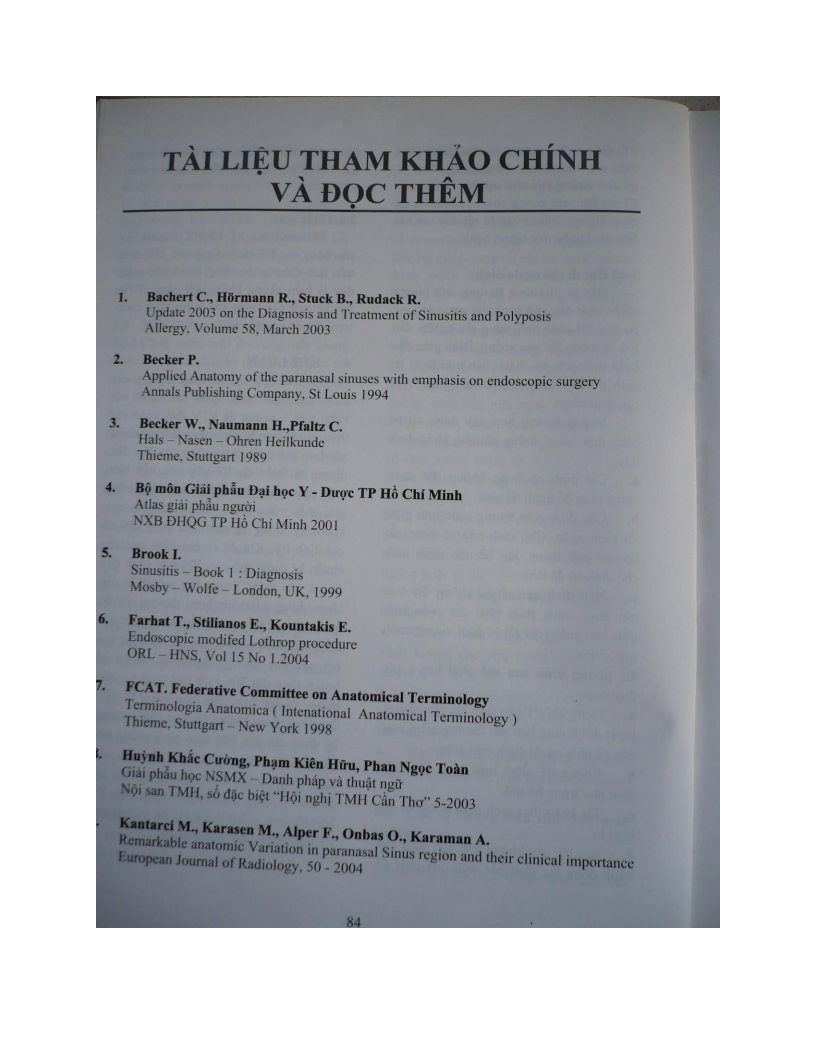 TÀI LIỆU THAM KHẢO CHÍNH
VÀ ĐỌC THÊM
1. Bachert C., Hörmann R., Stuck B., Rudack R.
Update 2003 on the Diagnosis and Treatment of Sinusitis and Polyposis
Allergy, Volume 58, March 2003
2. Becker P.
Applied Anatomy of the paranasal sinuses with emphasis on endoscopic surgery
Annals Publishing Company, St Louis 1994
3. Becker W., Naumann H.,Pfaltz C.
Hals – Nasen – Ohren Heilkunde
Thieme, Stuttgart 1989
4. Bộ môn Giải phẫu Đại học Y - Dược TP Hồ Chí Minh
Atlas giải phẫu người
NXB ĐHQG TP Hồ Chí Minh 2001
5. Brook I.
Sinusitis – Book 1 : Diagnosis
Mosby – Wolfe – London, UK, 1999
6. Farhat T., Stilianos E., Kountakis E.
Endoscopic modifed Lothrop procedure
ORL – HNS, Vol 15 No 1.2004
7. FCAT. Federative Committee on Anatomical Terminology
Terminologia Anatomica ( Intenational Anatomical Terminology )
Thieme, Stuttgart – New York 1998
Huỳnh Khắc Cường, Phạm Kiên Hữu, Phan Ngọc Toàn
Giải phẫu học NSMX – Danh pháp và thuật ngữ
Nội san TMH, số đặc biệt “Hội nghị TMH Cần Thơ” 5-2003
Kantarci M., Karasen M., Alper F., Onbas O., Karaman A.
Remarkable anatomic Variation in paranasal Sinus region and their clinical importance
European Journal of Radiology, 50 - 2004
84